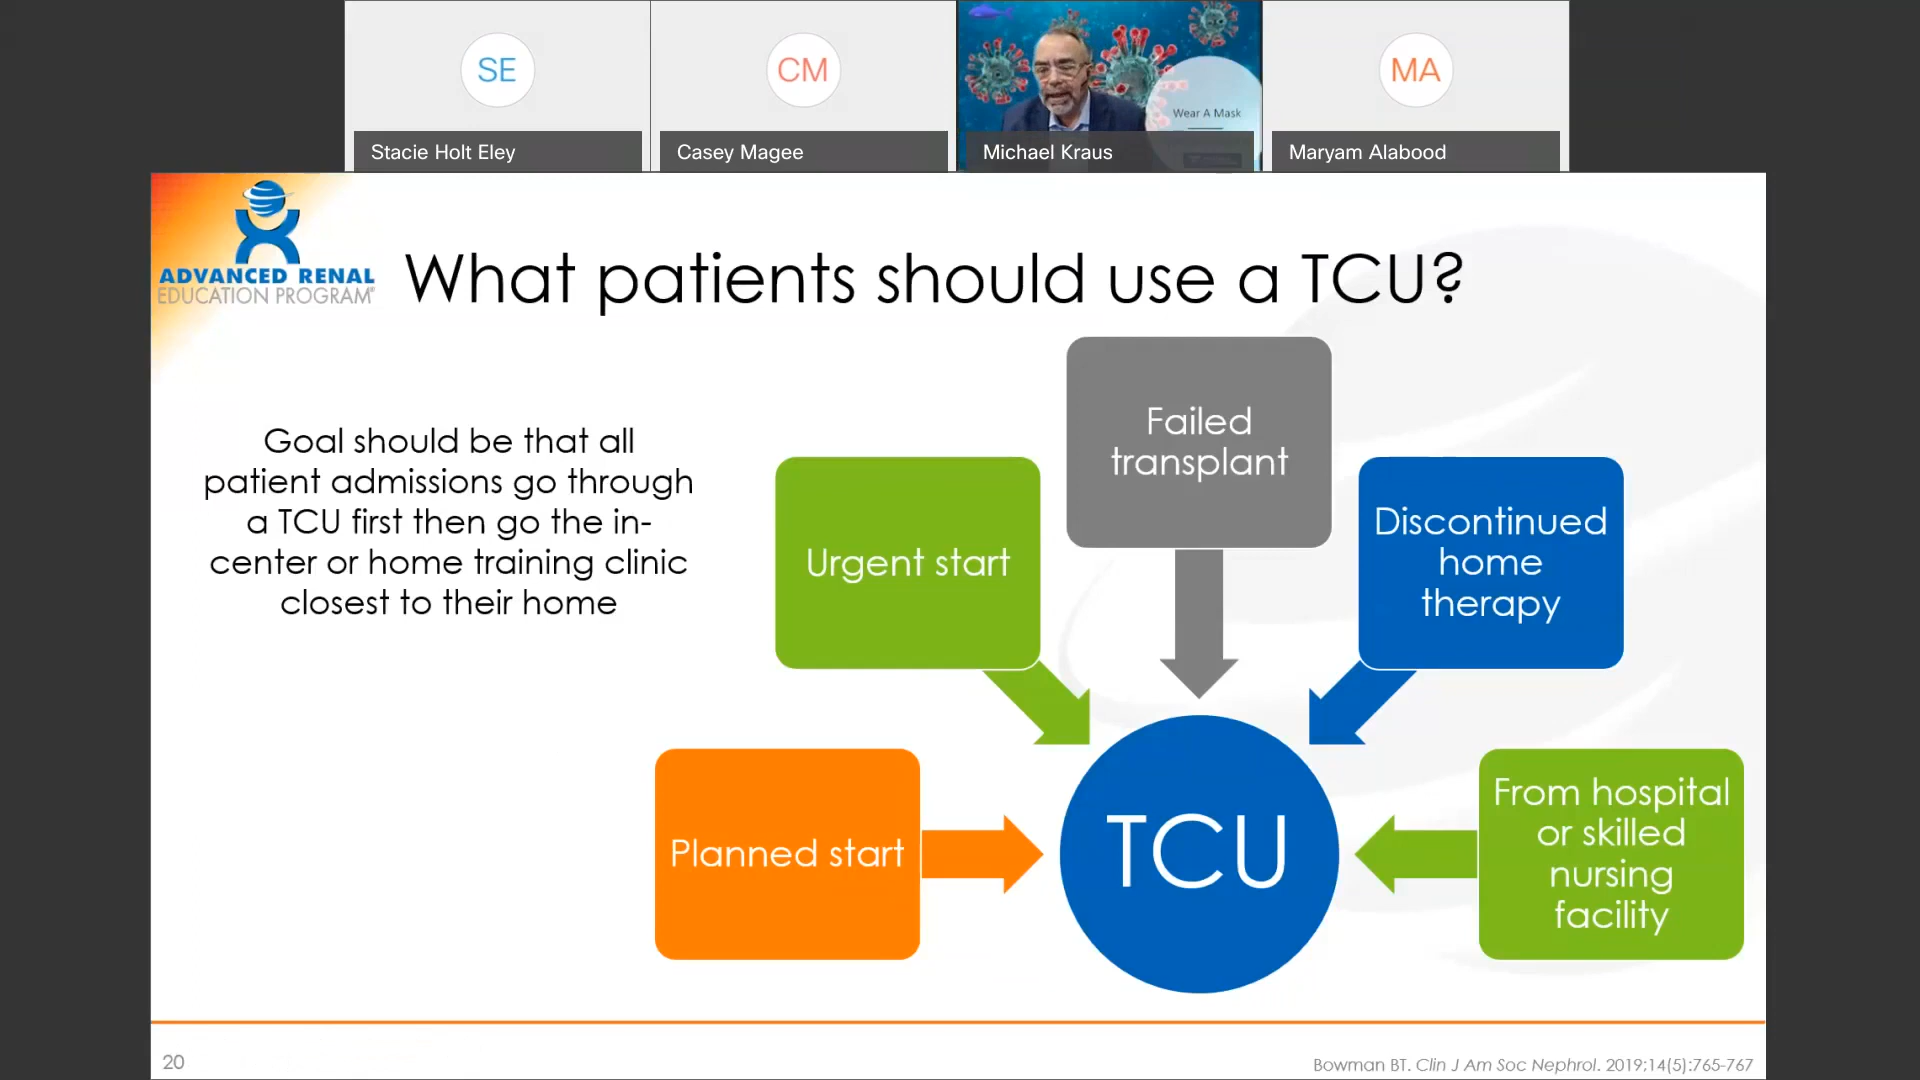 SE
CM
MA
Wear A Mask
Stacie Holt Eley
Casey Magee
Michael Kraus
Maryam Alabood
ADVANCED RENAL
EDUCATION PROGRAM®
What patients should use a TCU?
Goal should be that all
patient admissions go through
a TCU first then go the in-
center or home training clinic
closest to their home
Failed
transplant
Urgent start
Discontinued
home
therapy
Planned start
TCU
From hospital
or skilled
nursing
facility
20
Bowman BT. Clin J Am Soc Nephrol. 2019;14(5):765-767